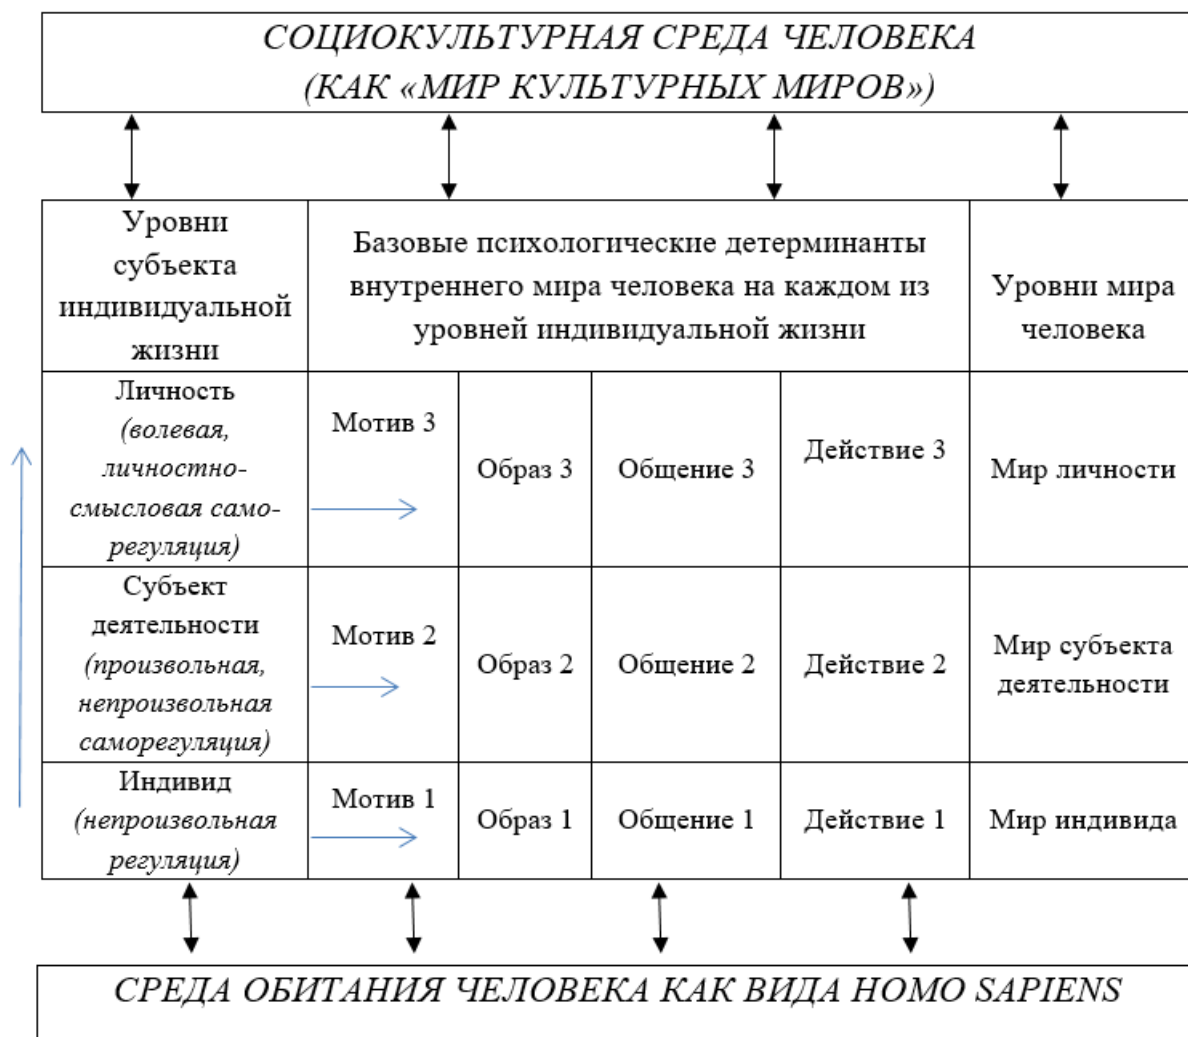 СОЦИОКУЛЬТУРНАЯ СРЕДА ЧЕЛОВЕКА
(КАК «МИР КУЛЬТУРНЫХ МИРОВ»)
Уровни
субъекта
индивидуальной
жизни
Базовые психологические детерминанты
внутреннего мира человека на каждом из
уровней индивидуальной жизни
Уровни мира
человека
Личность
(волевая,
личностно-
смысловая само-
регуляция)
Мотив 3
Образ 3
Общение 3
Действие 3
Мир личности
Субъект
деятельности
(произвольная,
непроизвольная
саморегуляция)
Мотив 2
Образ 2
Общение 2
Действие 2
Мир субъекта
деятельности
Индивид
(непроизвольная
регуляция)
Мотив 1
Образ 1
Общение 1
Действие 1
Мир индивида
СРЕДА ОБИТАНИЯ ЧЕЛОВЕКА КАК ВИДА HOMO SAPIENS